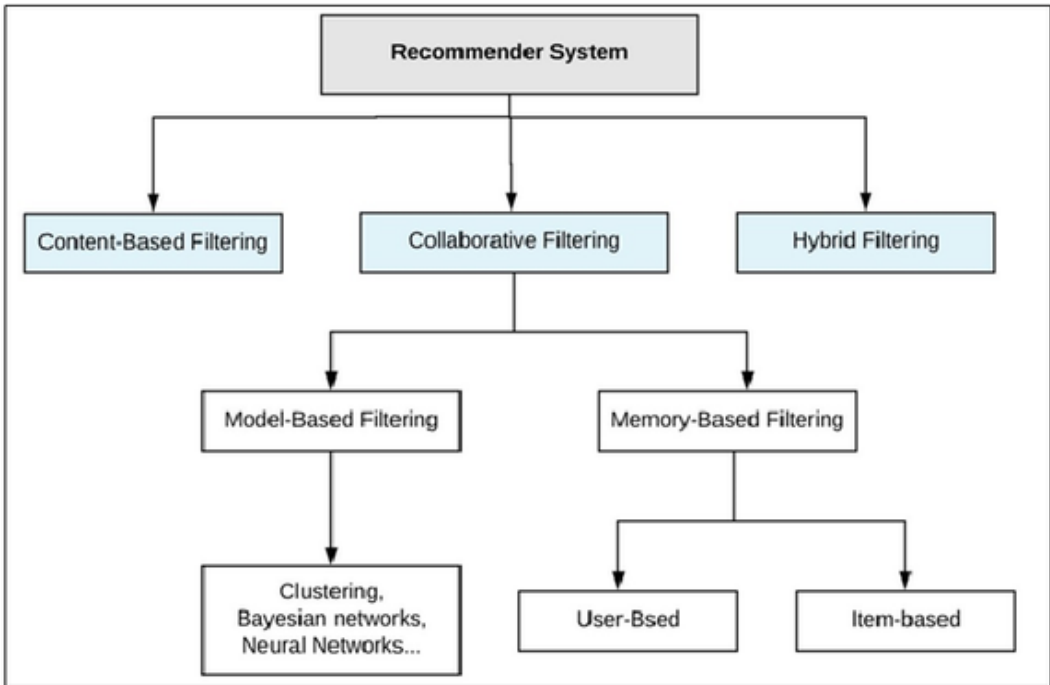 Recommender System
Content-Based Filtering
Collaborative Filtering
Hybrid Filtering
Model-Based Filtering
Memory-Based Filtering
Clustering,
Bayesian networks,
Neural Networks...
User-Bsed
Item-based